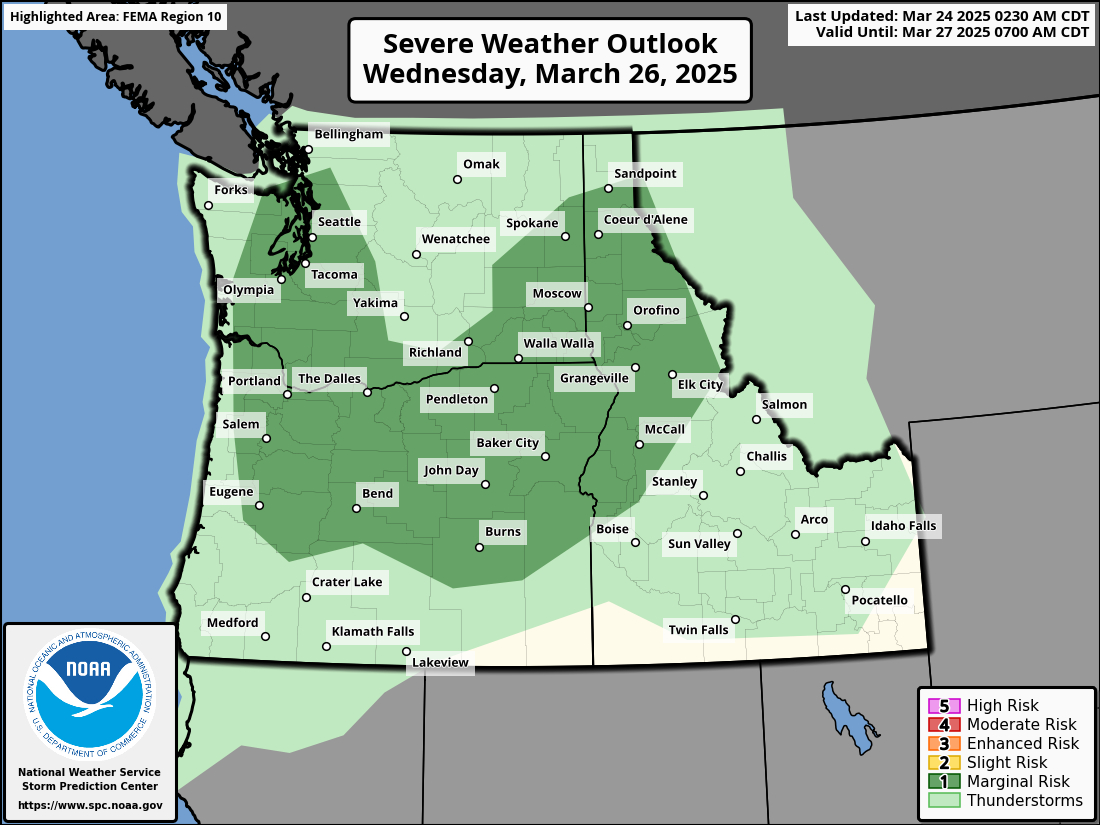 Highlighted Area: FEMA Region 10
Severe Weather Outlook
Wednesday, March 26, 2025
Last Updated: Mar 24 2025 0230 AM CDT
Valid Until: Mar 27 2025 0700 AM CDT
Bellingham
Omak
Sandpoint
Forks
Seattle
Spokane
Coeur d'Alene
Wenatchee
Tacoma
Olympia
Yakima
Moscow
Orofino
Richland
Walla Walla
Portland
The Dalles
Grangeville
Elk City
Pendleton
Salmon
Salem
McCall
Baker City
Challis
John Day
Stanley
Eugene
Bend
Burns
Boise
Arco
Idaho Falls
Sun Valley
Crater Lake
Pocatello
Medford
Klamath Falls
Twin Falls
Lakeview
NATIONAL OCEANIC AND ATMOSPHERIC ADMINISTRATION
NOAA
U.S. DEPARTMENT OF COMMERCE
National Weather Service
Storm Prediction Center
https://www.spc.noaa.gov
5 High Risk
4 Moderate Risk
3 Enhanced Risk
2 Slight Risk
1 Marginal Risk
Thunderstorms